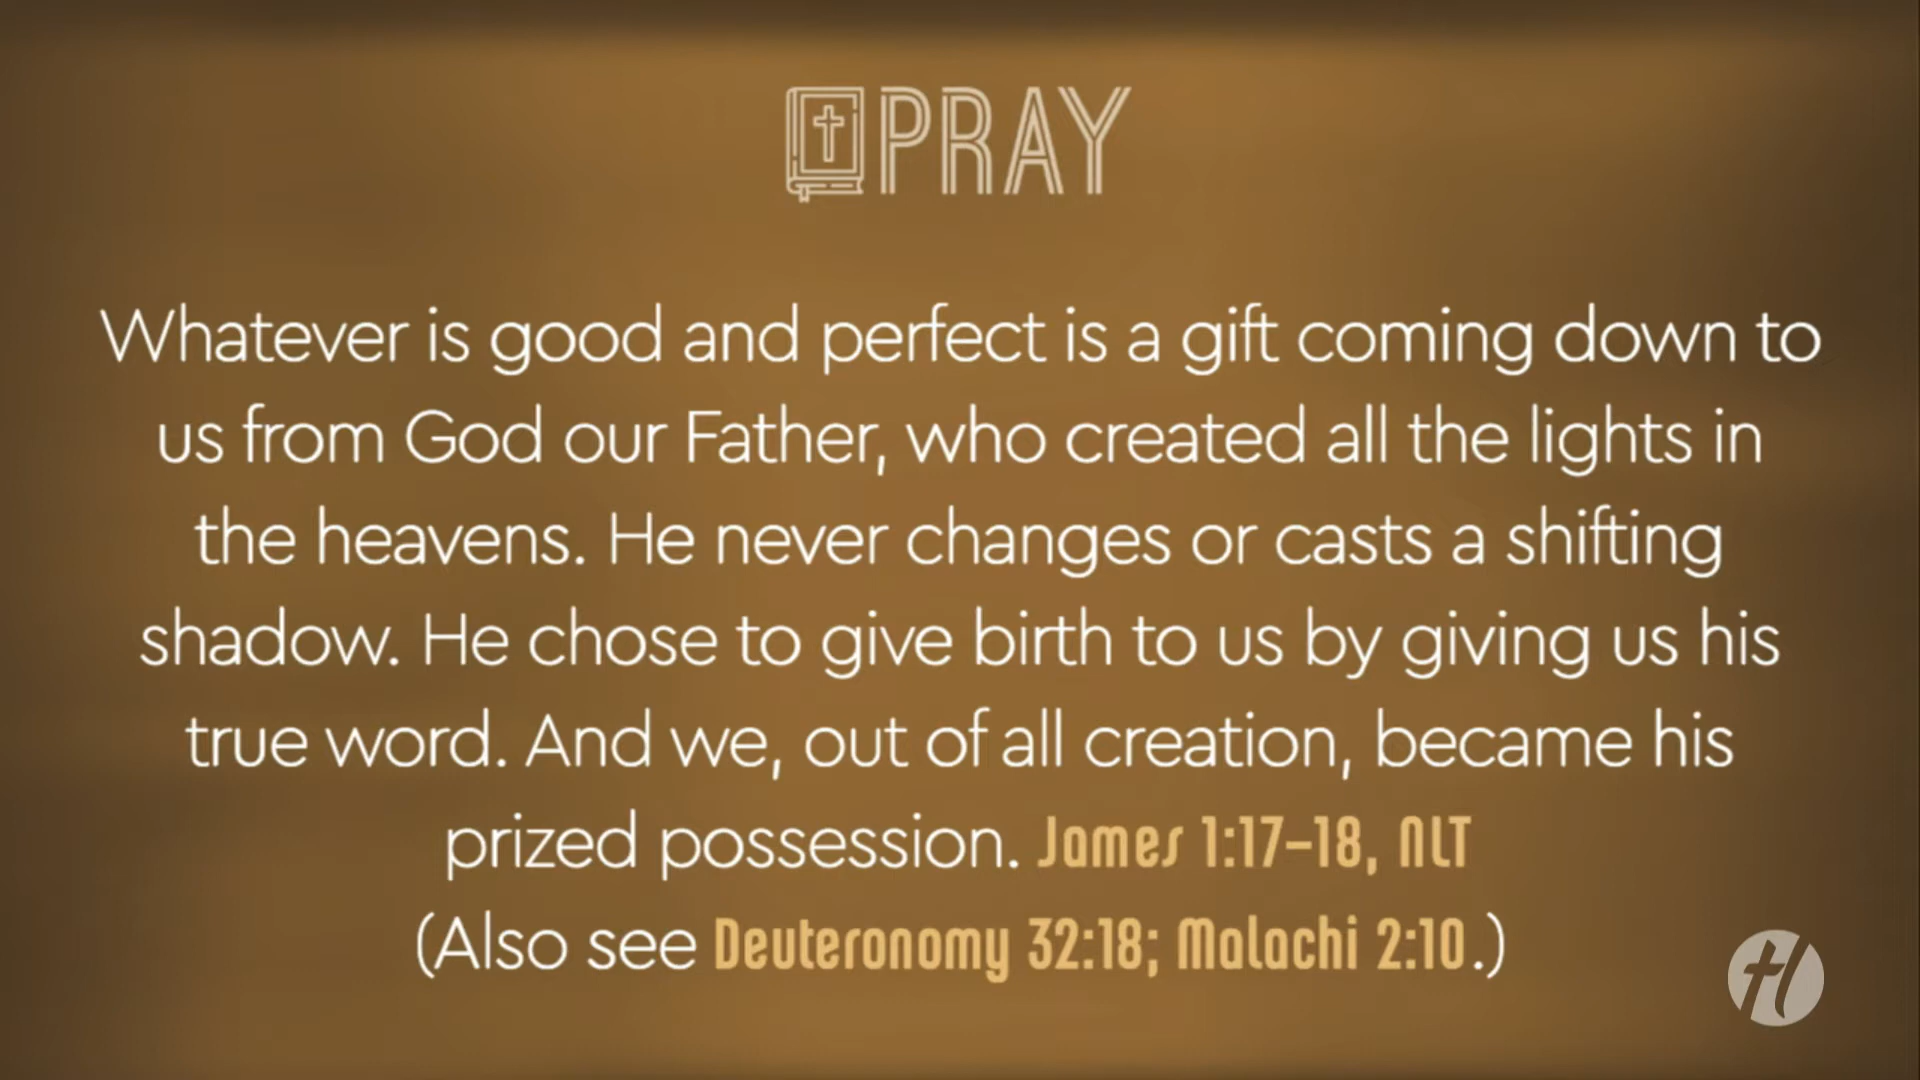 PRAY
Whatever is good and perfect is a gift coming down to
us from God our Father, who created all the lights in
the heavens. He never changes or casts a shifting
shadow. He chose to give birth to us by giving us his
true word. And we, out of all creation, became his
prized possession. James 1:17–18, NLT
(Also see Deuteronomy 32:18; Malachi 2:10.)